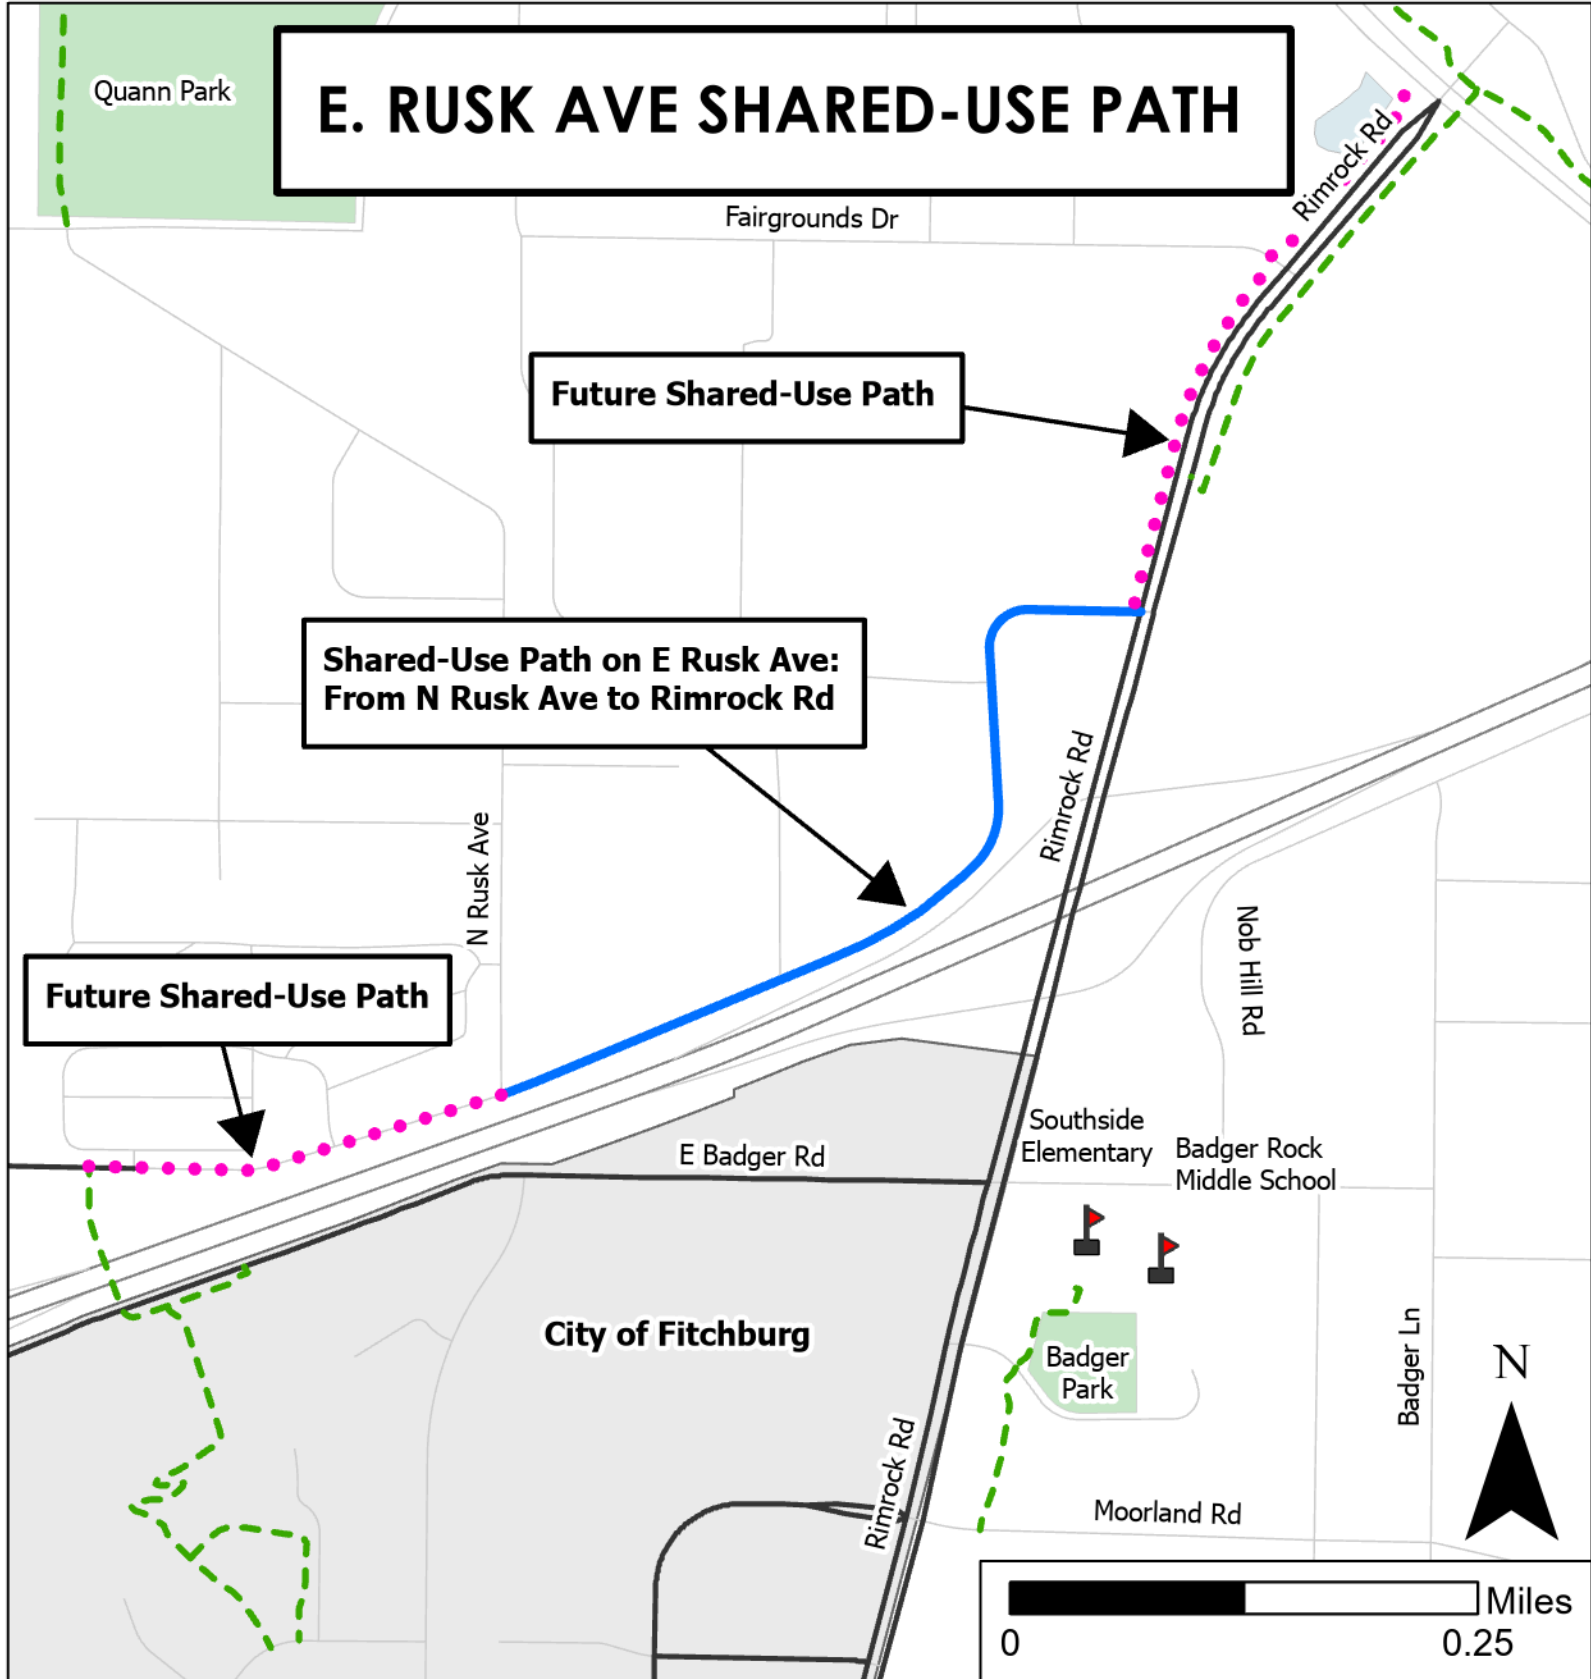 E. RUSK AVE SHARED-USE PATH
Quann Park
Rimrock Rd
Fairgrounds Dr
Future Shared-Use Path
Shared-Use Path on E Rusk Ave:
From N Rusk Ave to Rimrock Rd
Rimrock Rd
N Rusk Ave
Nob Hill Rd
Future Shared-Use Path
Southside
Elementary
Badger Rock
Middle School
E Badger Rd
City of Fitchburg
Badger
Park
Badger Ln
N
Rimrock Rd
Moorland Rd
Miles
0
0.25